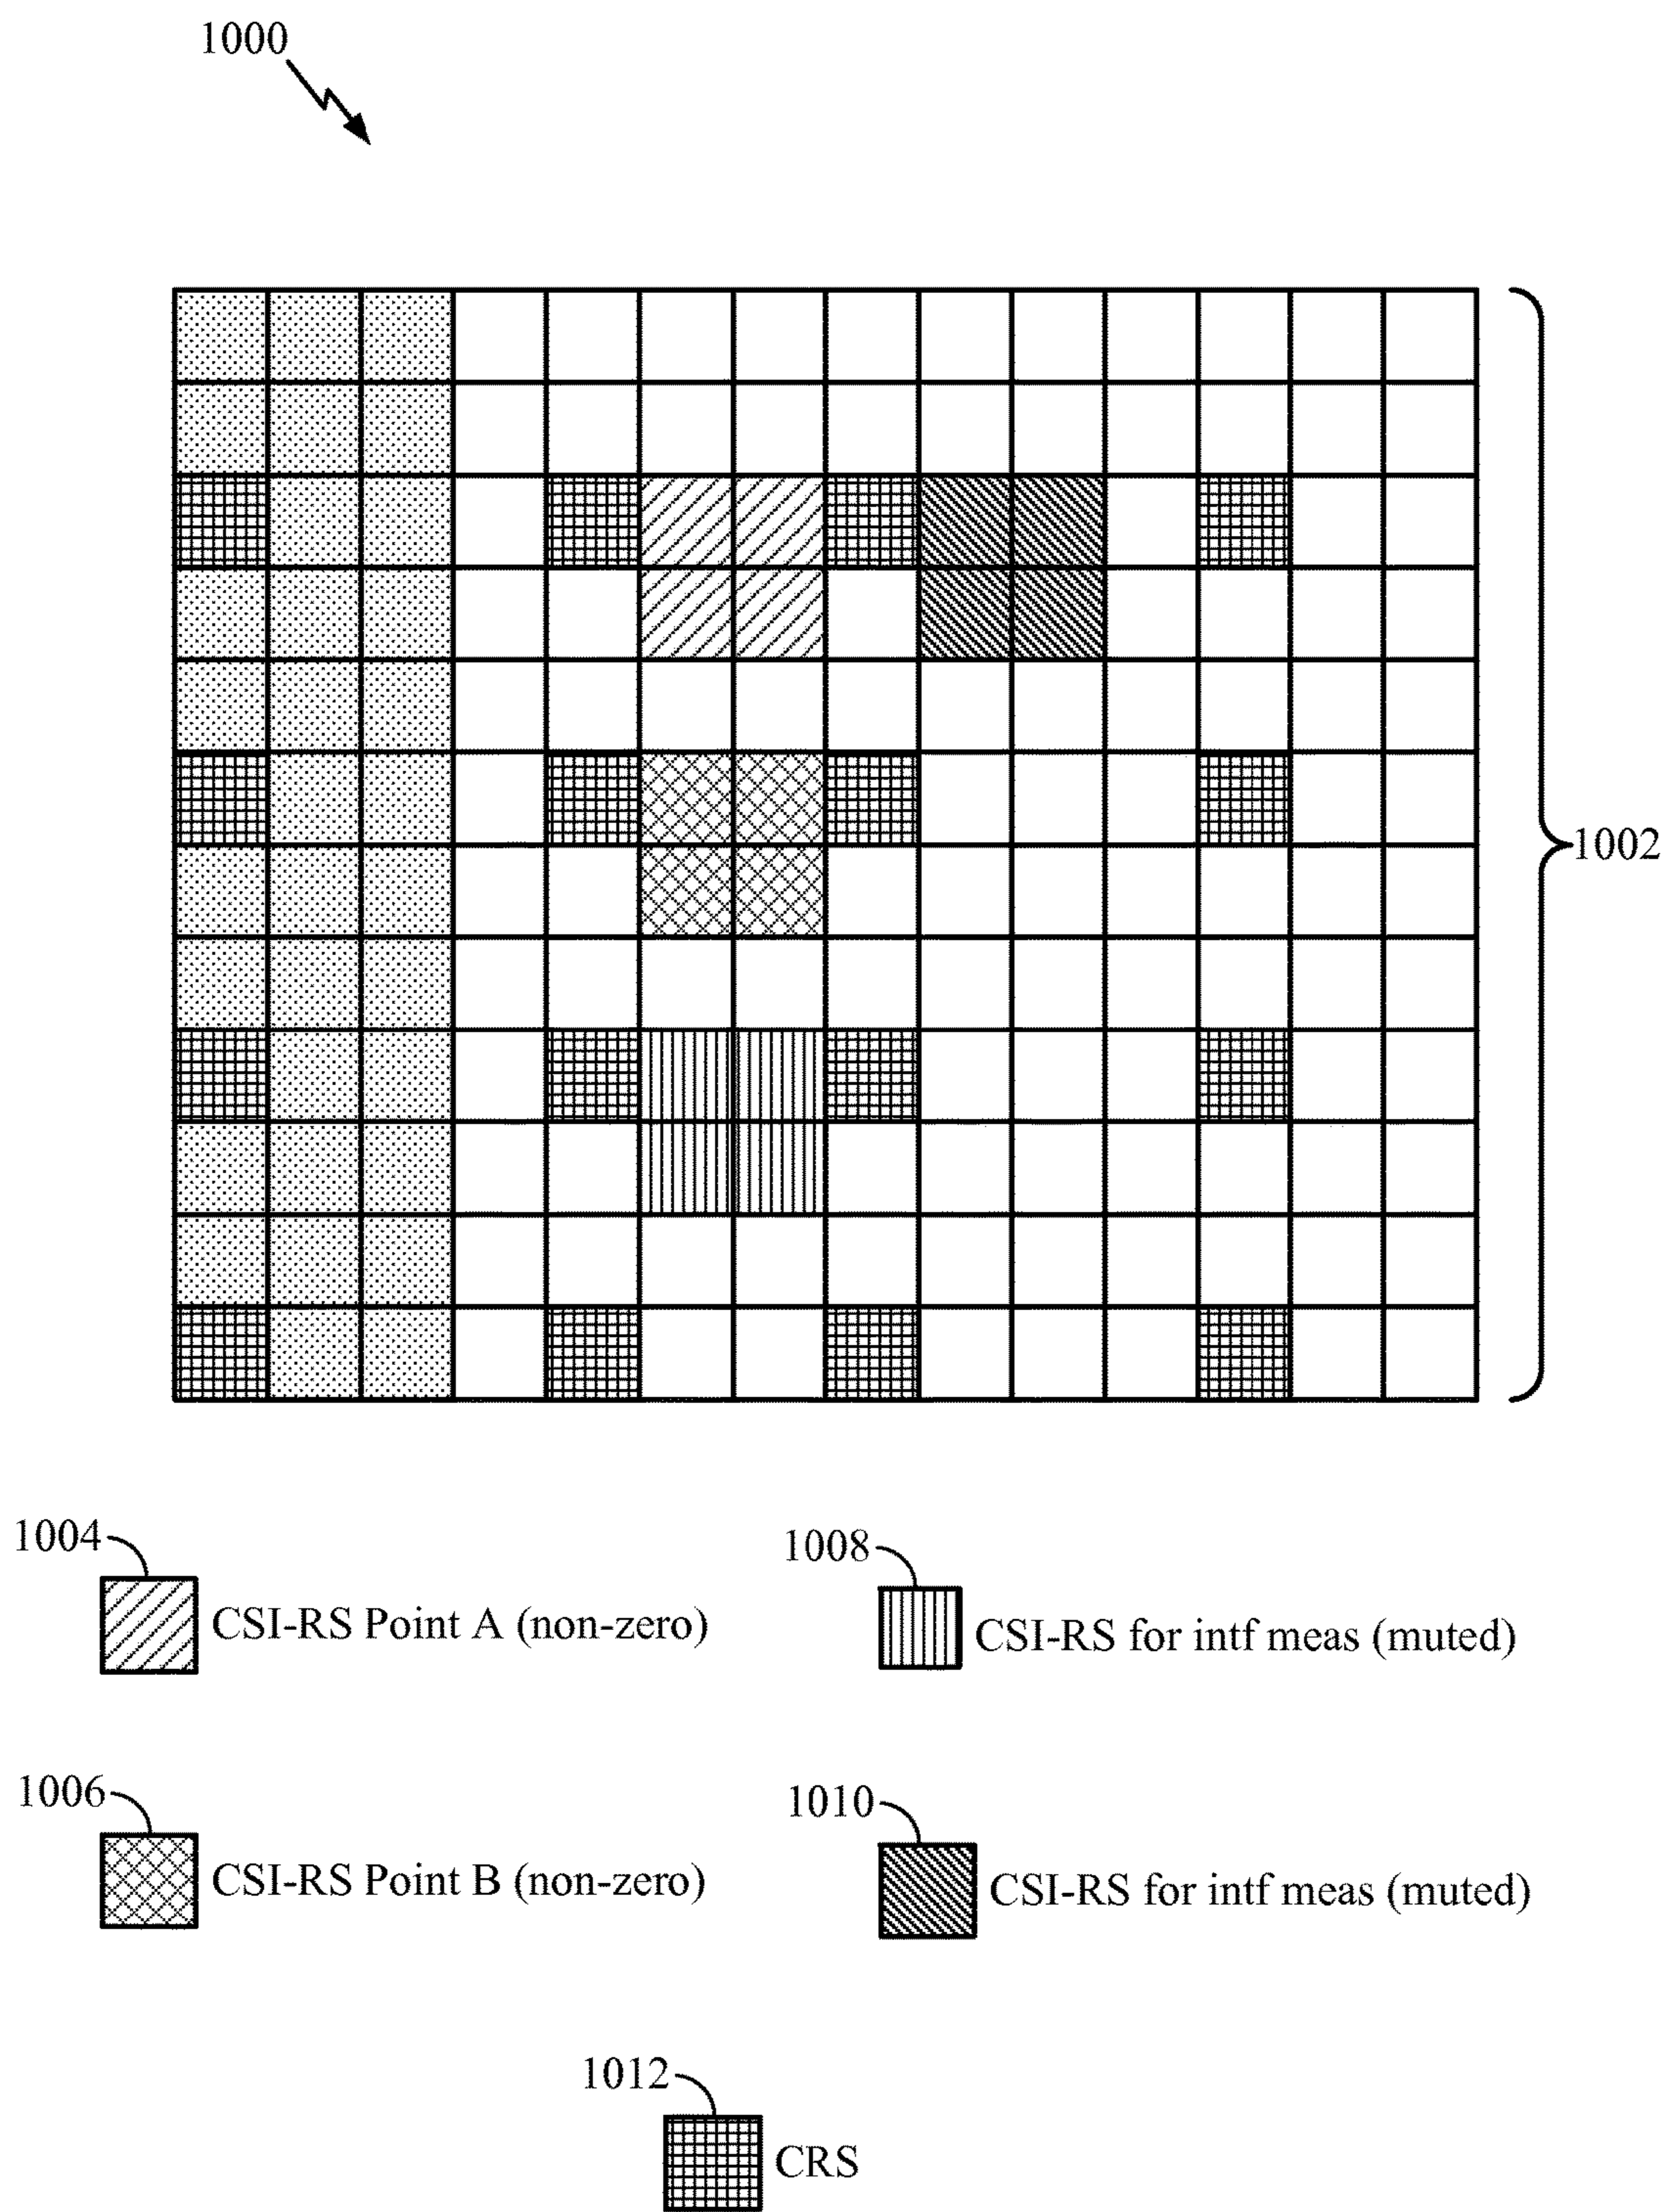 1000
1002
1004
CSI-RS Point A (non-zero)
1008
CSI-RS for intf meas (muted)
1006
CSI-RS Point B (non-zero)
1010
CSI-RS for intf meas (muted)
1012
CRS